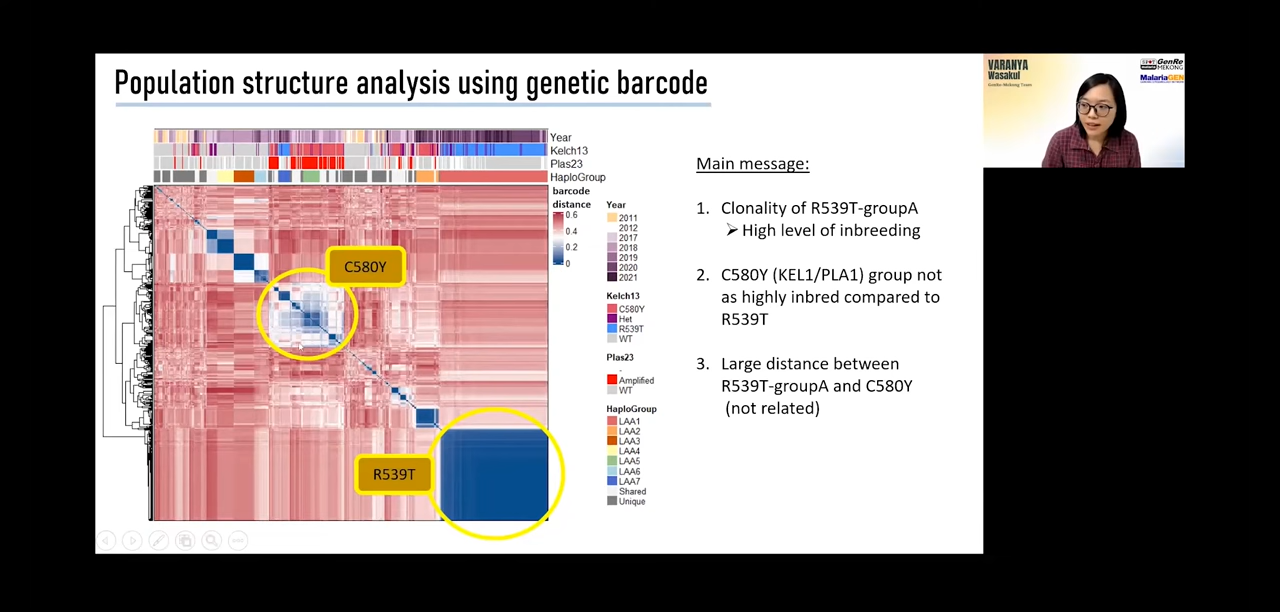 Population structure analysis using genetic barcode
VARANYA
Wasakul
GenRe-Mekong Team
GenRe
MEKONG
MalariaGEN
Year
Kelch13
Plas23
HaploGroup
barcode
distance
0.6
0.4
0.2
0
Year
2011
2012
2017
2018
2019
2020
2021
Kelch13
C580Y
Het
R539T
WT
Plas23
-
Amplified
WT
HaploGroup
LAA1
LAA2
LAA3
LAA4
LAA5
LAA6
LAA7
Shared
Unique
C580Y
R539T
Main message:
1. Clonality of R539T-groupA
➢ High level of inbreeding
2. C580Y (KEL1/PLA1) group not
as highly inbred compared to
R539T
3. Large distance between
R539T-groupA and C580Y
(not related)